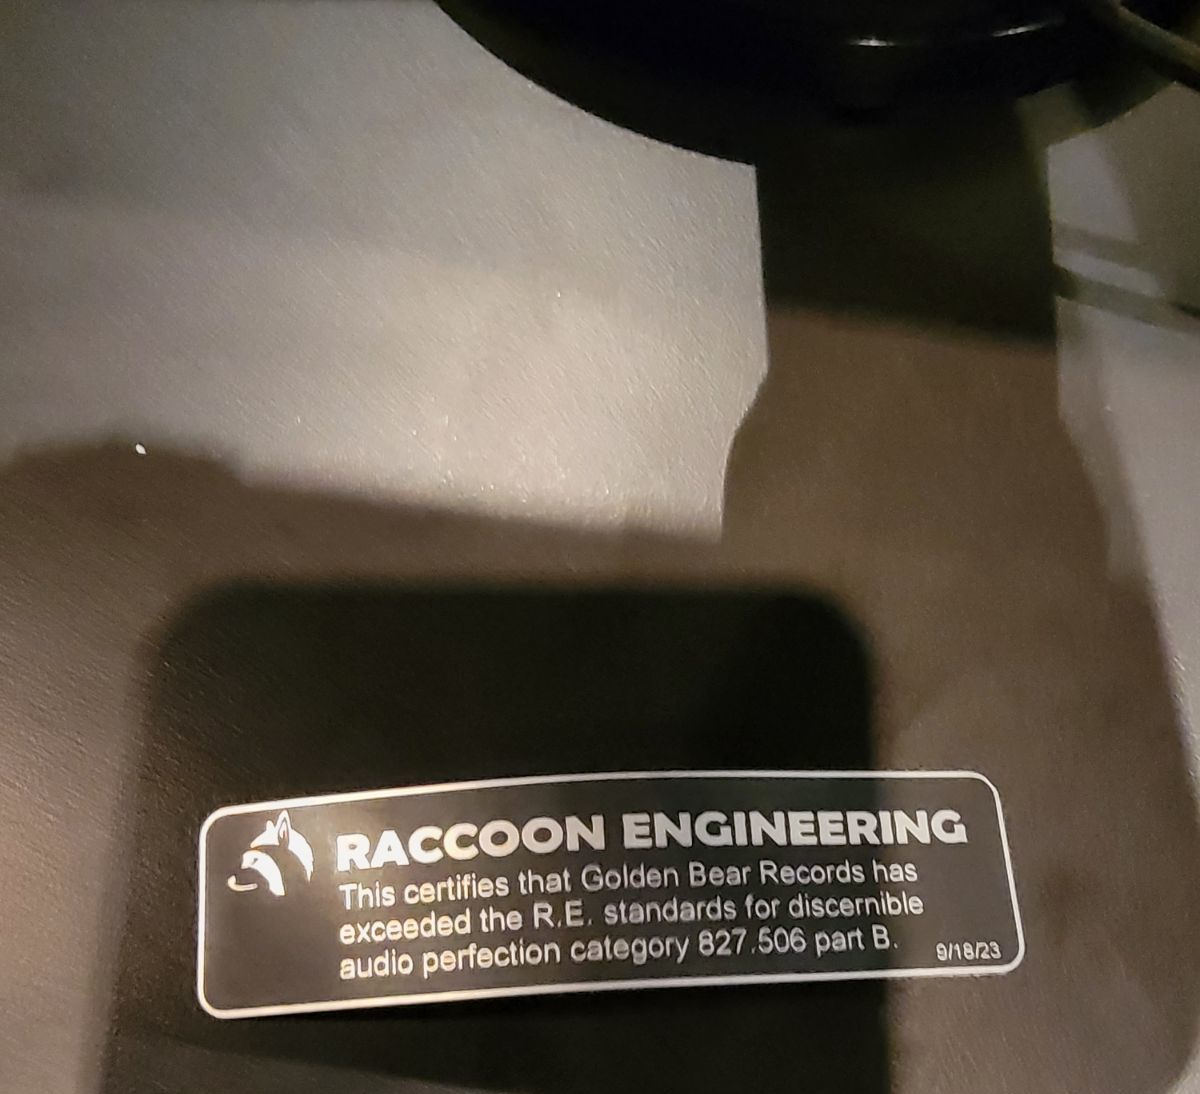 RACCOON ENGINEERING
This certifies that Golden Bear Records has
exceeded the R.E. standards for discernible
audio perfection category 827.506 part B.
9/18/23